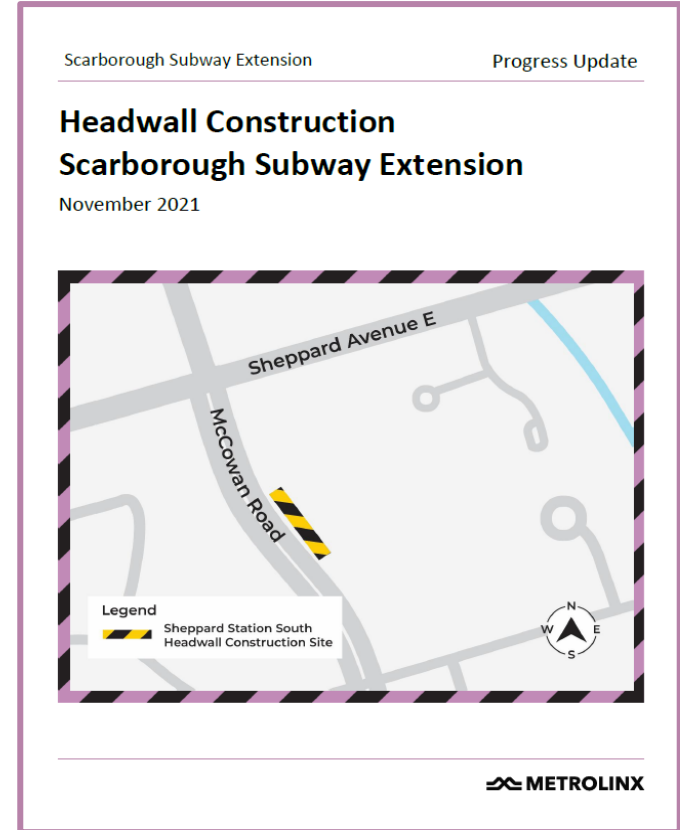 Scarborough Subway Extension
Progress Update
Headwall Construction
Scarborough Subway Extension
November 2021
Sheppard Avenue E
McCowan Road
Legend
Sheppard Station South
Headwall Construction Site
N
W E
S
METROLINX